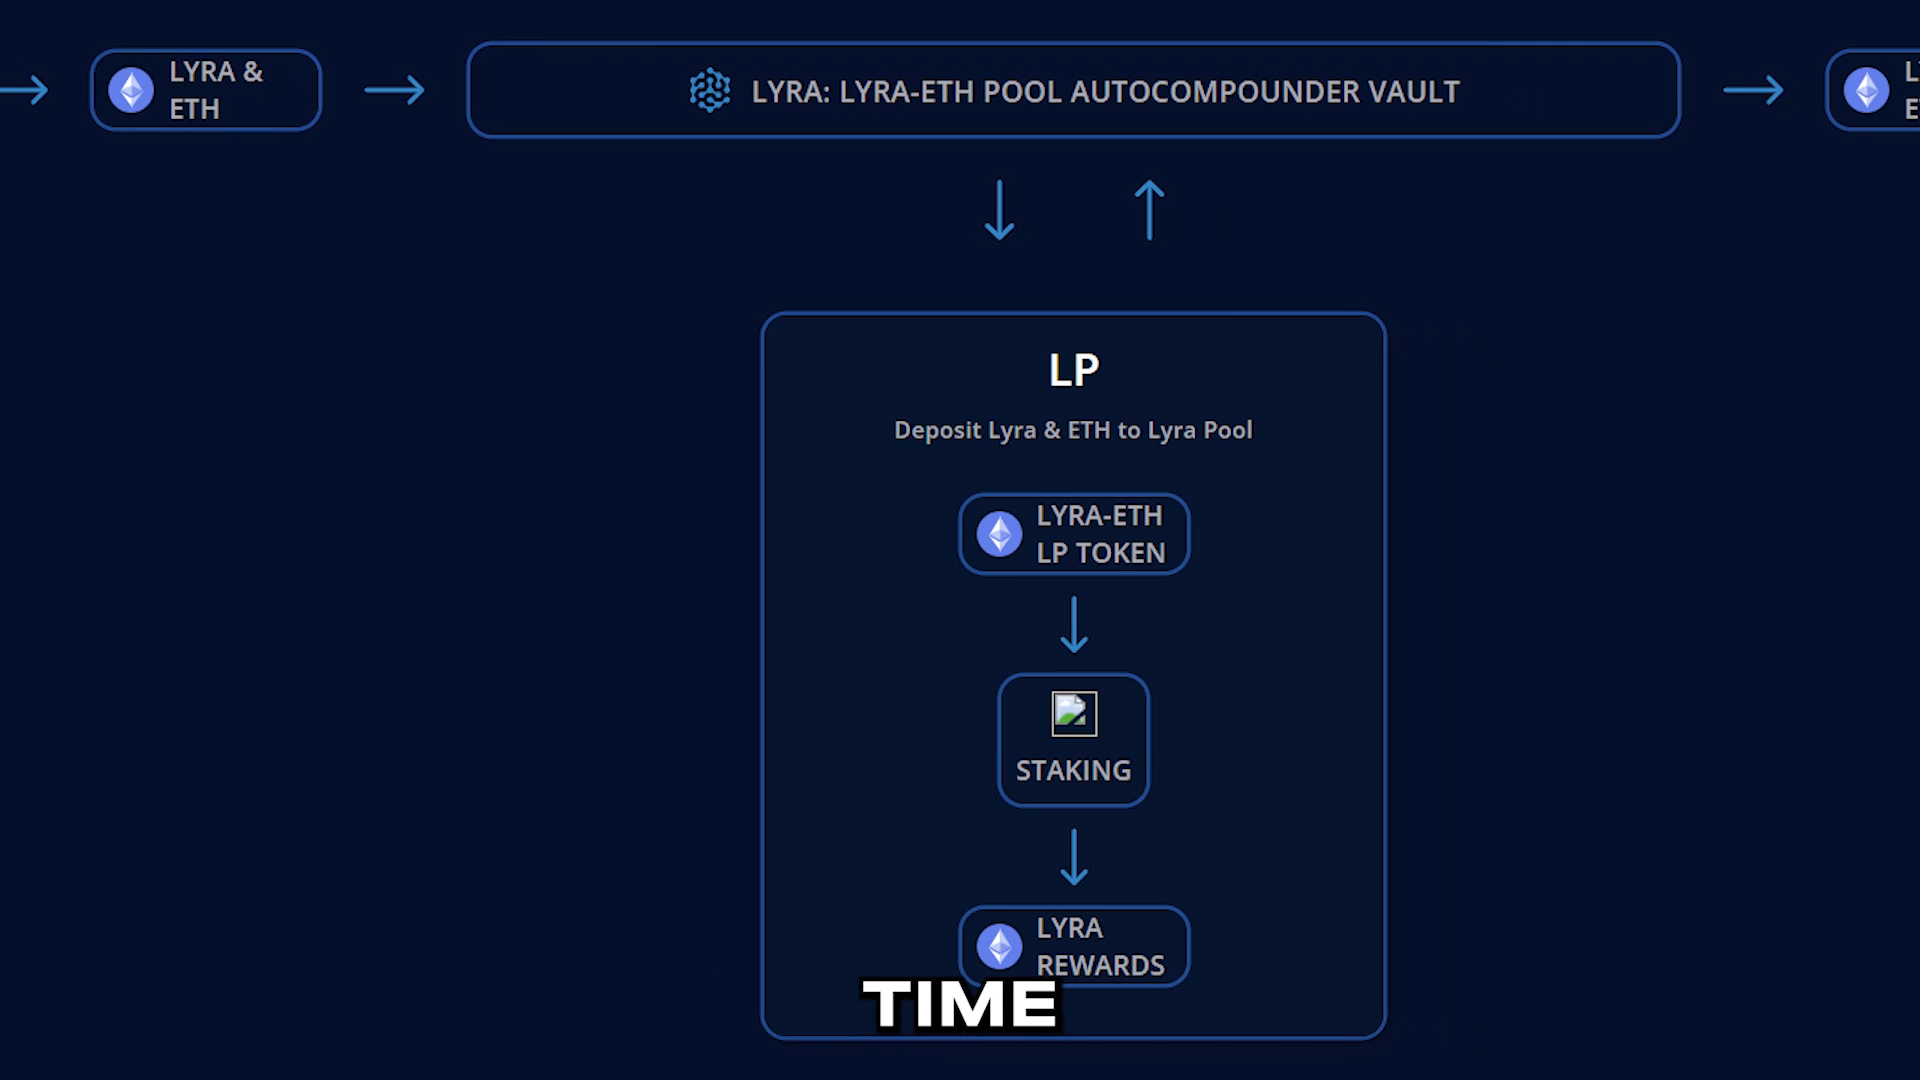 LYRA &
ETH
LYRA: LYRA-ETH POOL AUTOCOMPOUNDER VAULT
LP
Deposit Lyra & ETH to Lyra Pool
LYRA-ETH
LP TOKEN
STAKING
LYRA
REWARDS
TIME